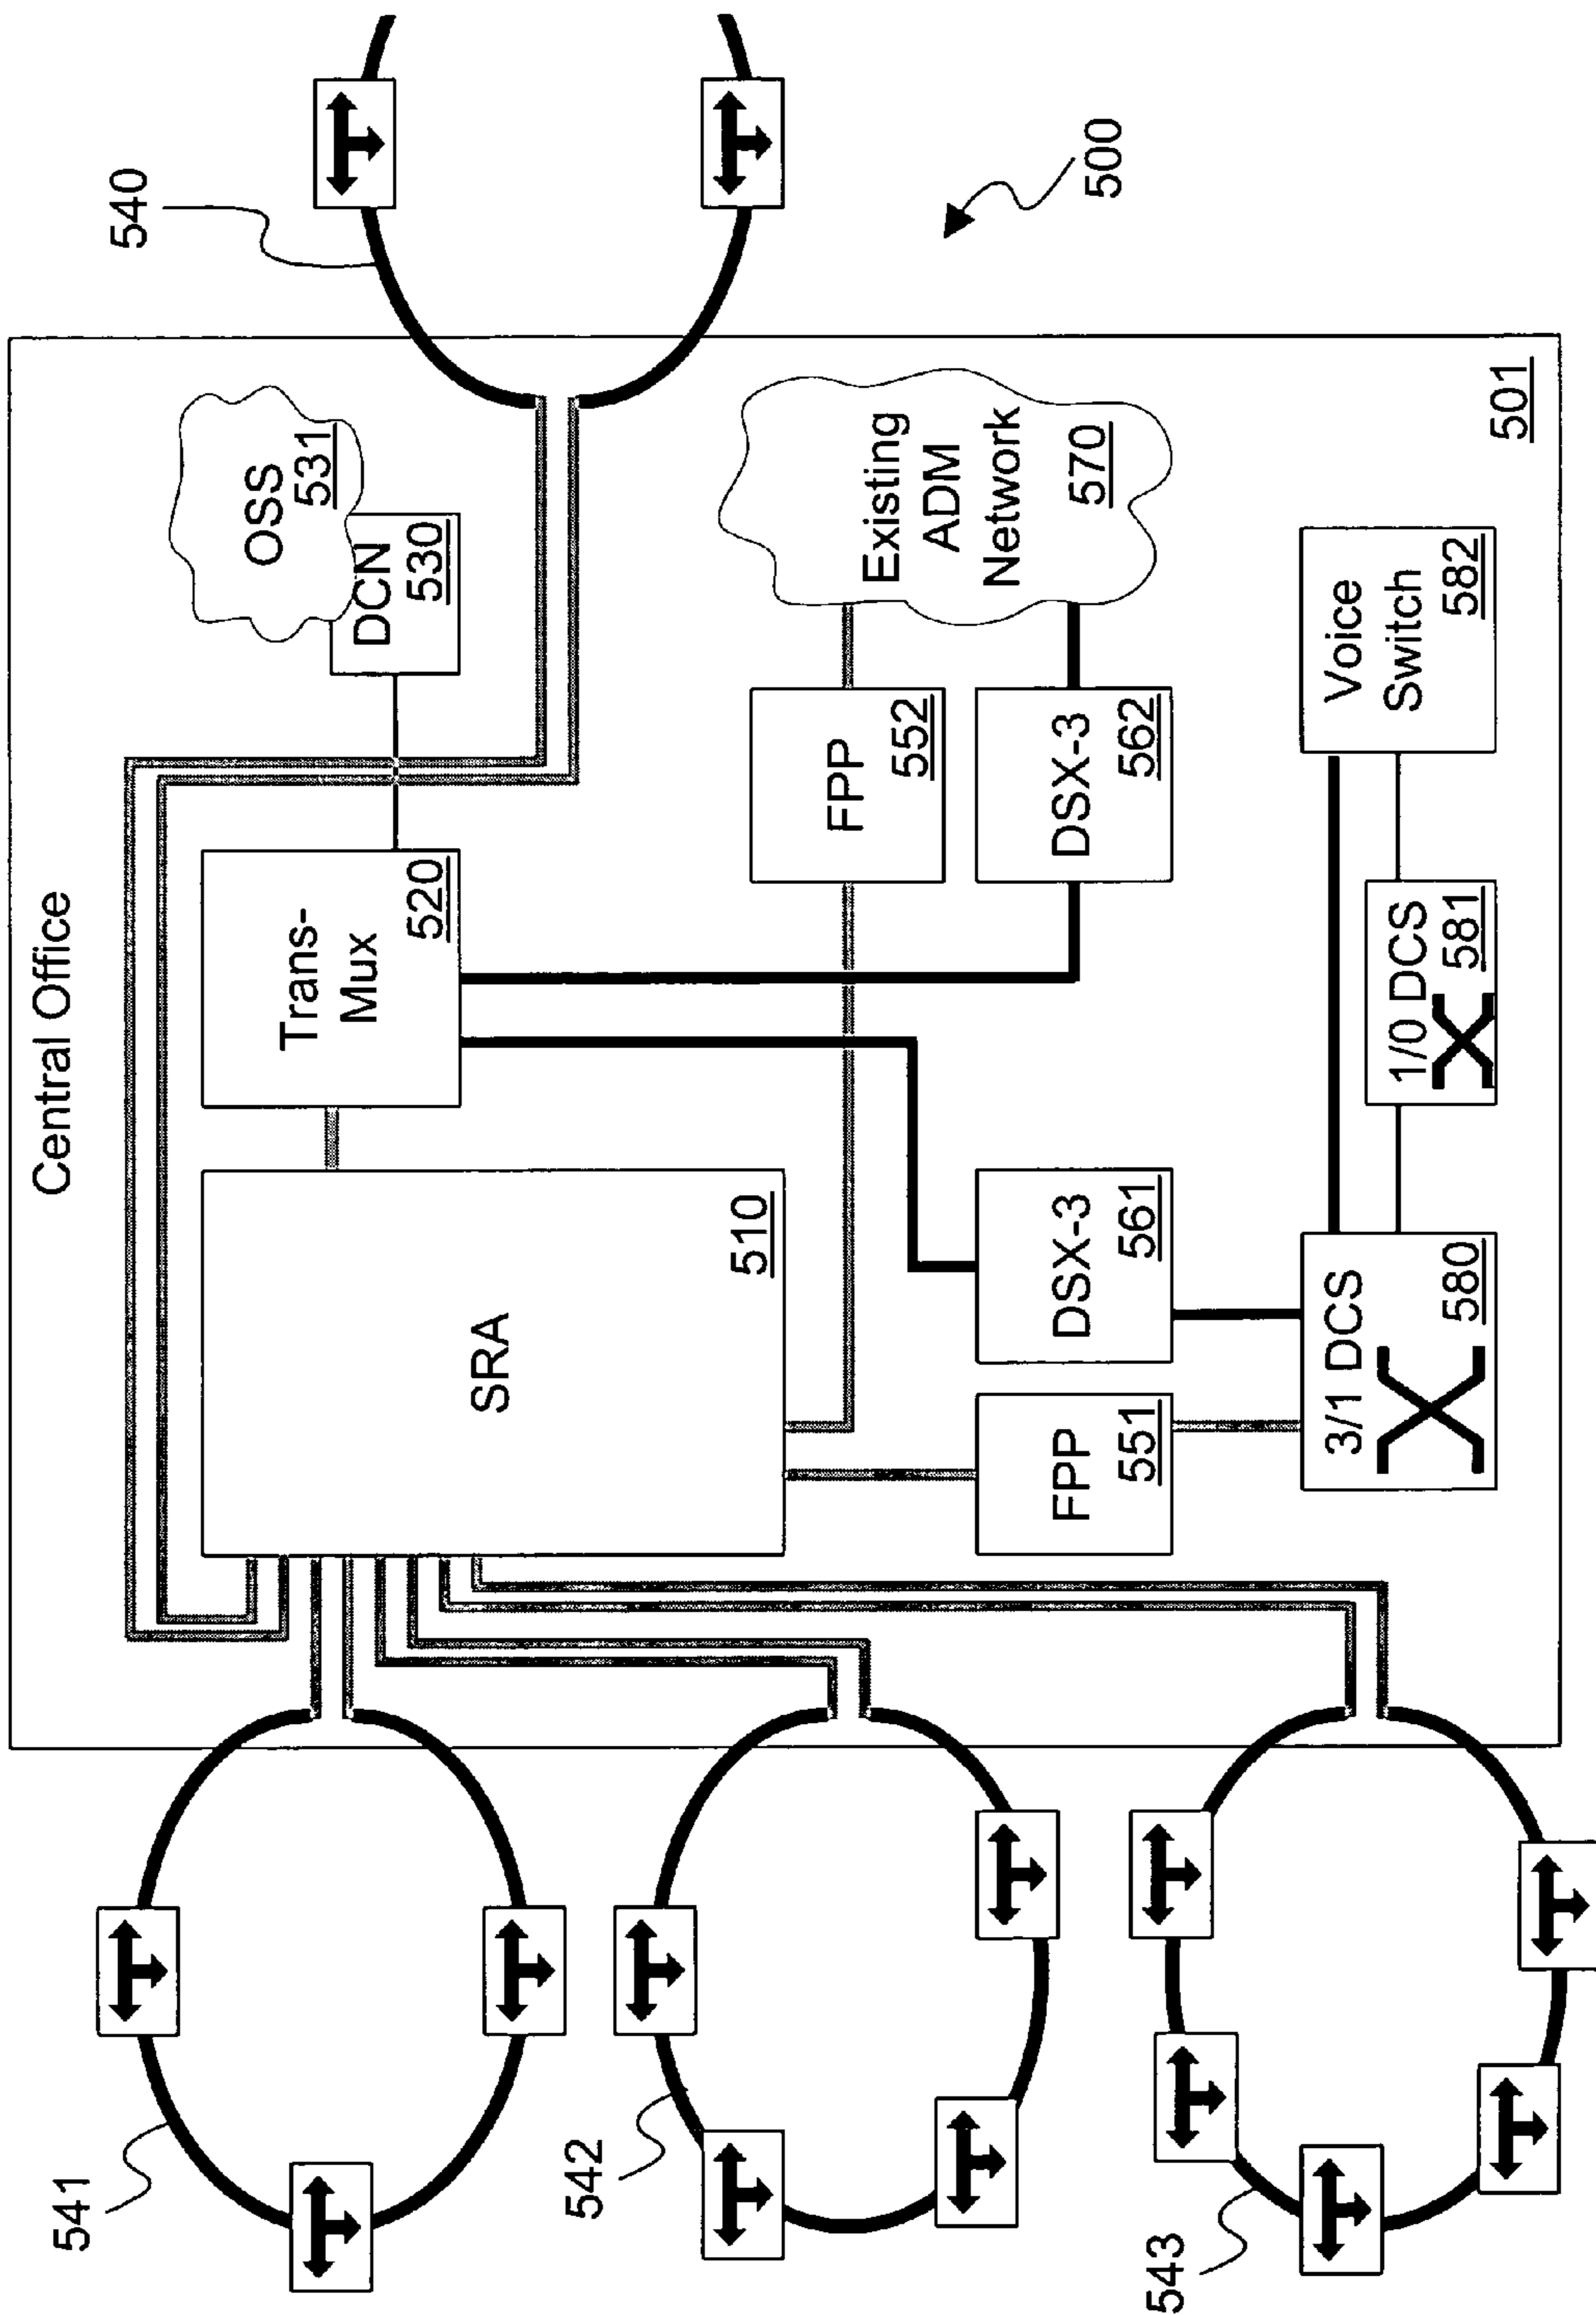 Central Office
540
500
501
OSS
531
DCN
530
Trans-
Mux
520
SRA
510
FPP
552
Existing
ADM
Network
570
DSX-3
562
DSX-3
561
FPP
551
3/1 DCS
580
1/0 DCS
581
Voice
Switch
582
541
542
543